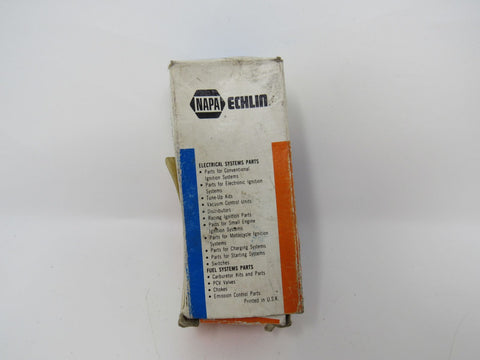 NAPA ECHLIN.
ELECTRICAL SYSTEMS PARTS
• Parts for Conventional
Ignition Systems
• Parts for Electronic Ignition
Systems
• Tune-Up Kits
• Vacuum Control Units
• Distributors
• Racing Ignition Parts
• Parts for Small Engine
Ignition Systems
• Parts for Motorcycle Ignition
Systems
• Parts for Charging Systems
• Parts for Starting Systems
• Switches
FUEL SYSTEMS PARTS
• Carburetor Kits and Parts
• PCV Valves
• Chokes
• Emission Control Parts
Printed in U.S.A.